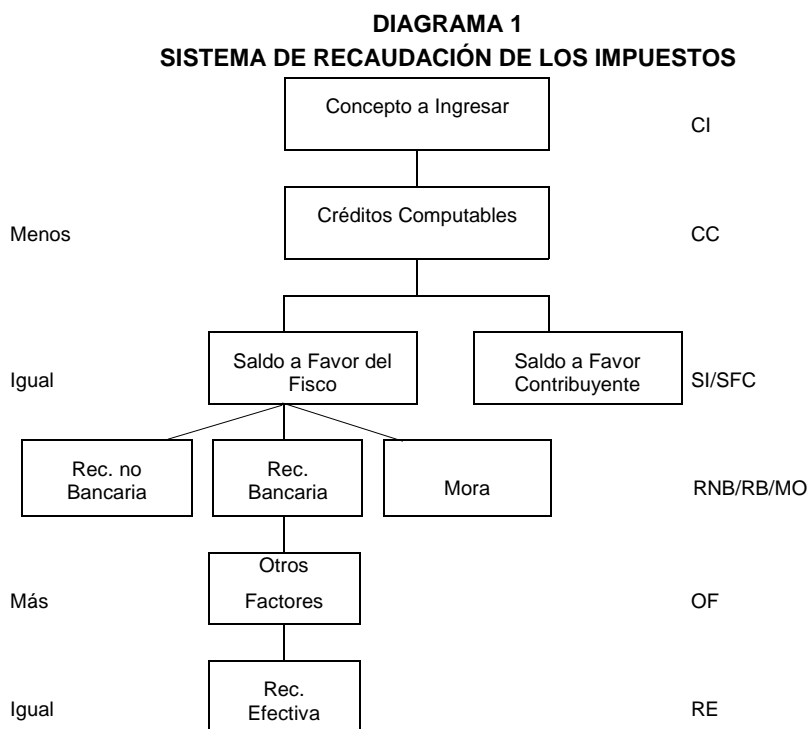 DIAGRAMA 1
SISTEMA DE RECAUDACIÓN DE LOS IMPUESTOS
Concepto a Ingresar
CI
Créditos Computables
Menos
CC
Saldo a Favor del
Fisco
Saldo a Favor
Contribuyente
Igual
SI/SFC
Rec. no
Bancaria
Rec.
Bancaria
Mora
RNB/RB/MO
Otros
Factores
Más
OF
Rec.
Efectiva
Igual
RE